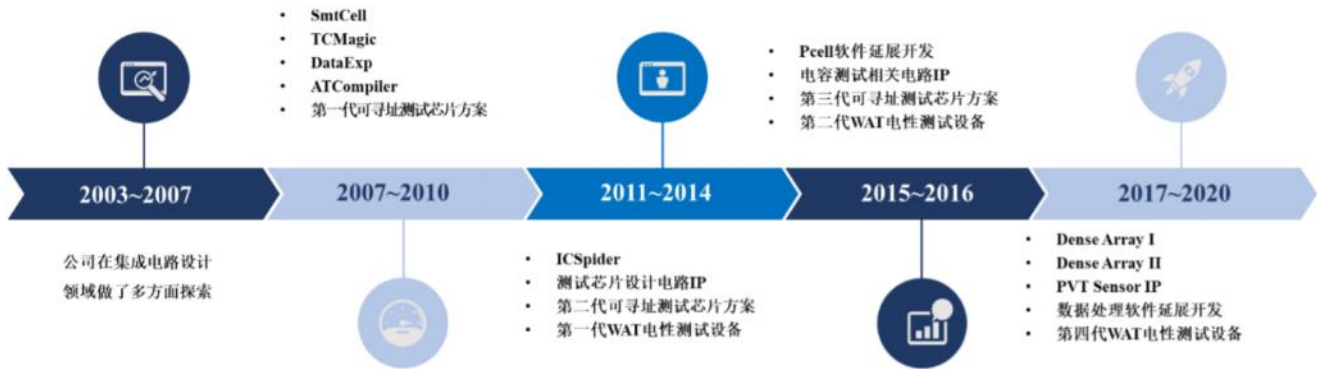 • SmtCell
• TCMagic
• DataExp
• ATCompiler
• 第一代可寻址测试芯片方案
• Pcell软件延展开发
• 电容测试相关电路IP
• 第三代可寻址测试芯片方案
• 第二代WAT电性测试设备
2003~2007
2007~2010
2011~2014
2015~2016
2017~2020
公司在集成电路设计
领域做了多方面探索
• ICSpider
• 测试芯片设计电路IP
• 第二代可寻址测试芯片方案
• 第一代WAT电性测试设备
• Dense Array I
• Dense Array II
• PVT Sensor IP
• 数据处理软件延展开发
• 第四代WAT电性测试设备